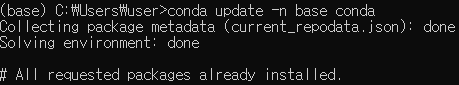 (base) C:₩Users₩user>conda update -n base conda
Collecting package metadata (current_repodata.json): done
Solving environment: done
# All requested packages already installed.